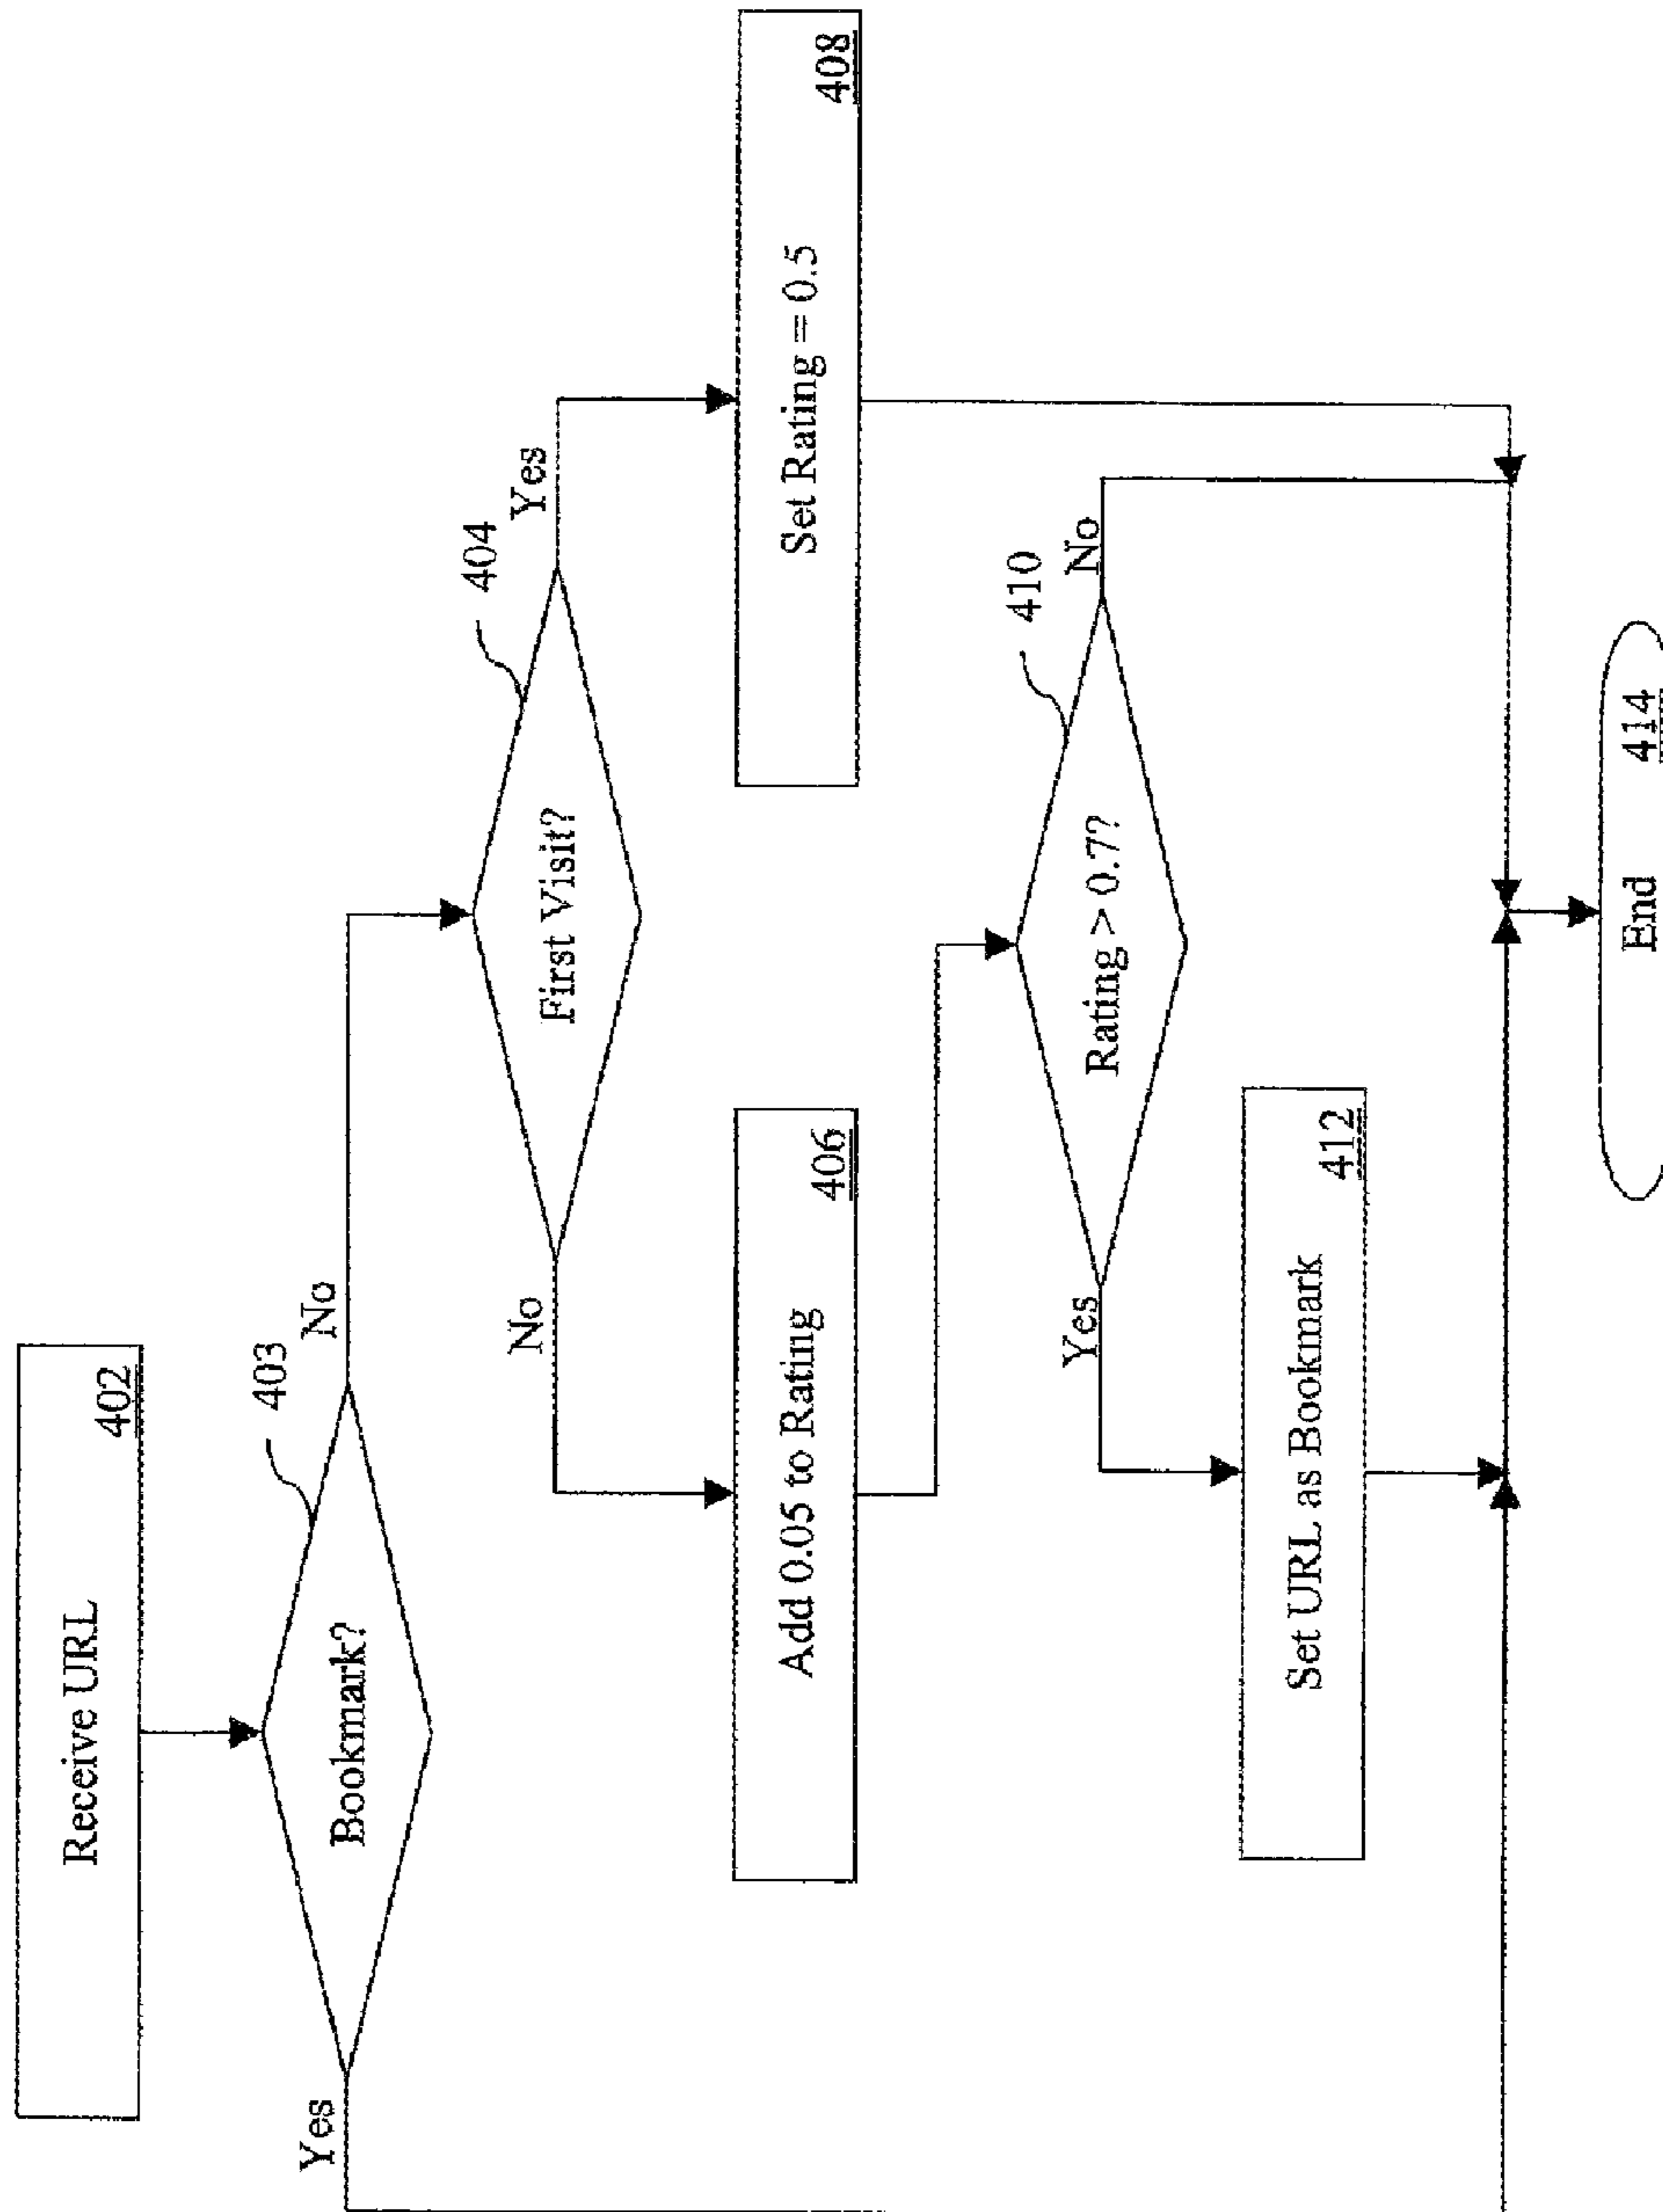 Receive URL 402
403
Bookmark?
Yes
No
404
First Visit?
No
Yes
Add 0.05 to Rating 406
Set Rating = 0.5 408
410
Rating > 0.7?
Yes
No
Set URL as Bookmark 412
End 414